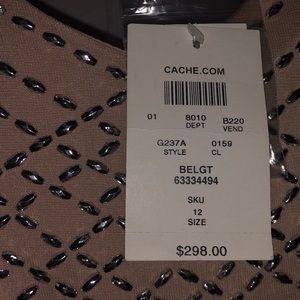 CACHE.COM
01 8010 B220
DEPT VEND
G237A 0159
STYLE CL
BELGT
63334494
SKU
12
SIZE
$298.00